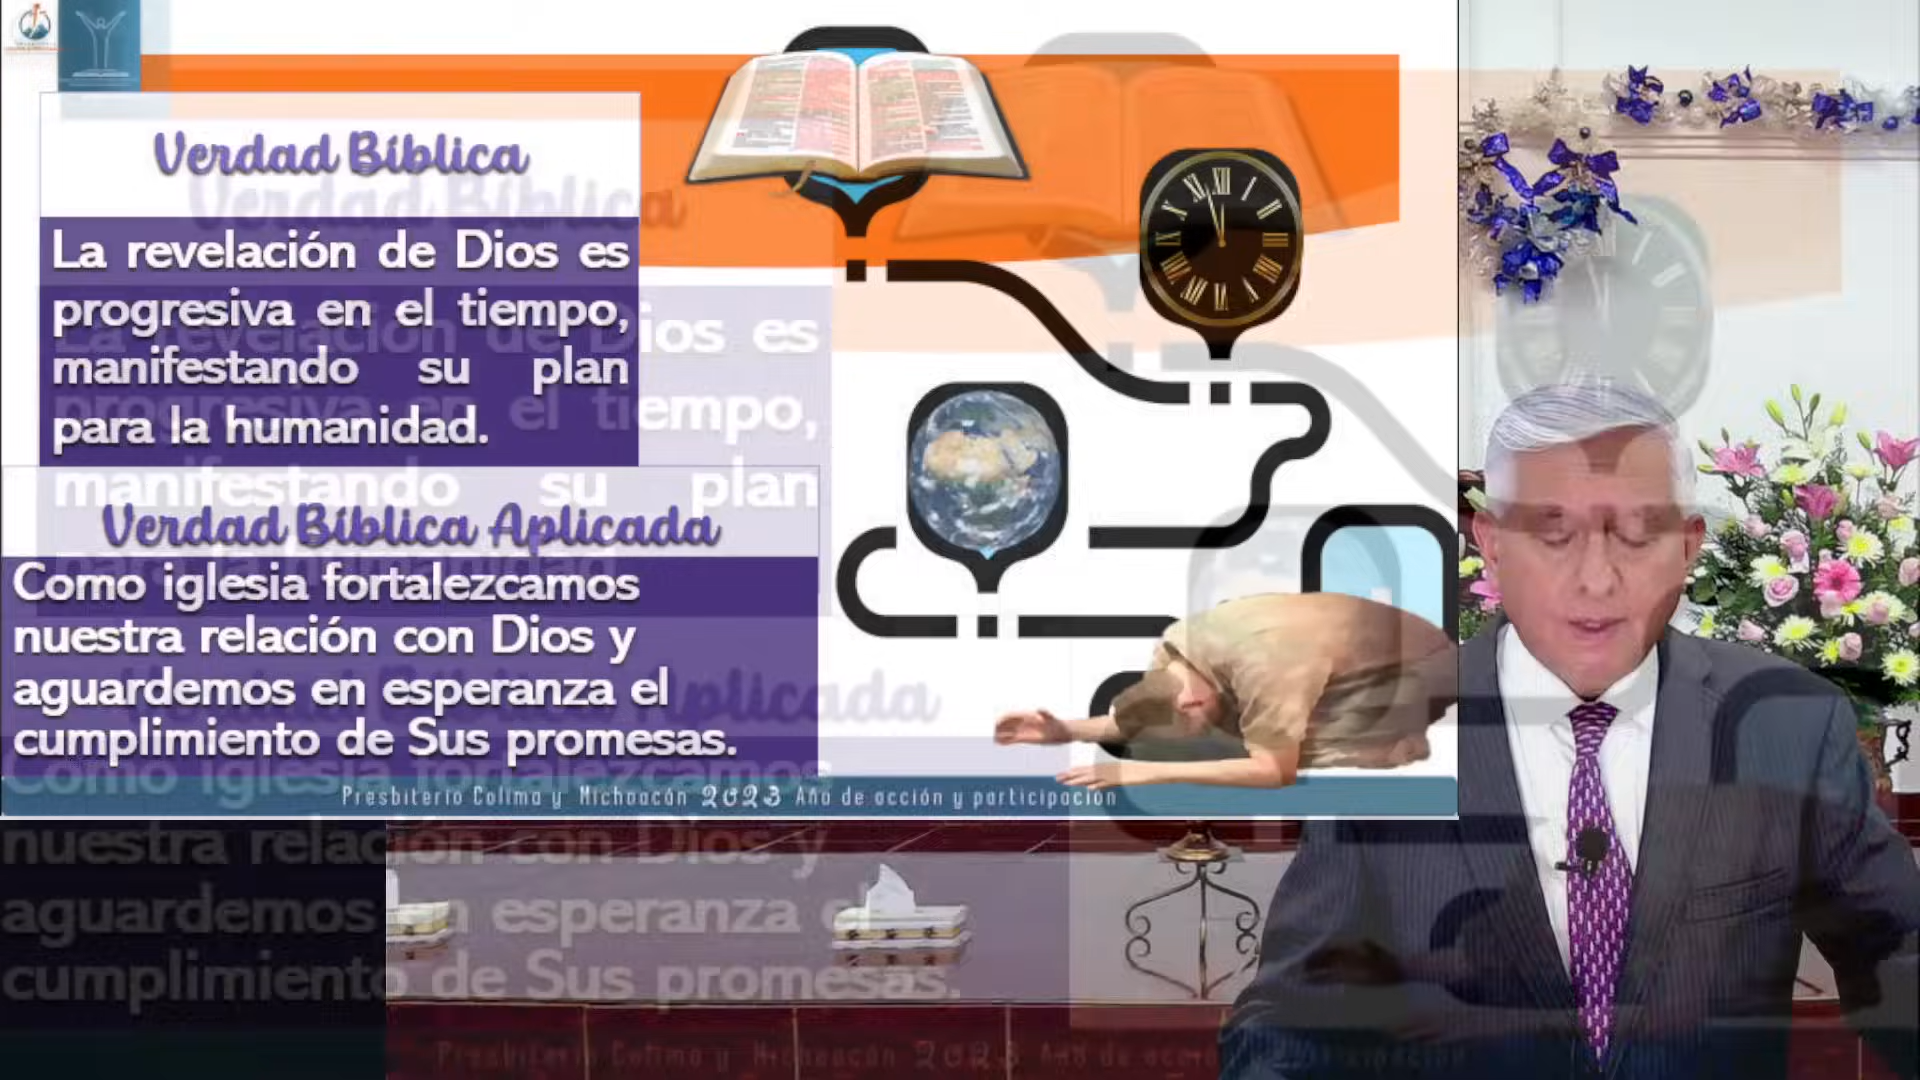 Verdad Bíblica
La revelación de Dios es
progresiva en el tiempo,
manifestando su plan
para la humanidad.
Verdad Bíblica Aplicada
Como iglesia fortalezcamos
nuestra relación con Dios y
aguardemos en esperanza el
cumplimiento de Sus promesas.
Presbiterio Colima y Michoacán 2023 Año de acción y participación